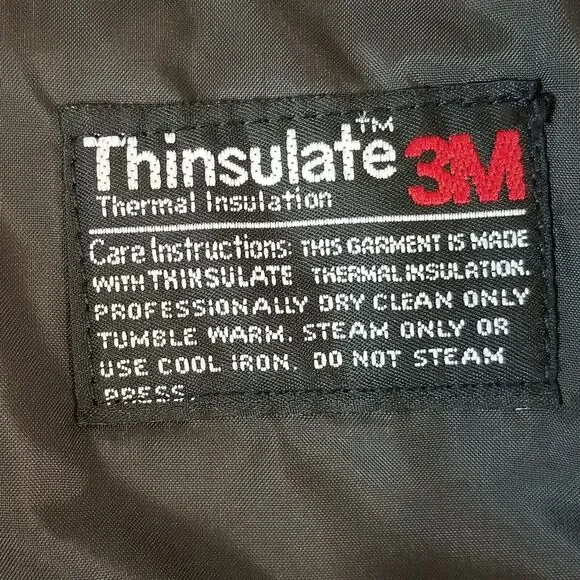 Thinsulate™ 3M
Thermal Insulation
Care Instructions: THIS GARMENT IS MADE
WITH THINSULATE THERMAL INSULATION.
PROFESSIONALLY DRY CLEAN ONLY
TUMBLE WARM. STEAM ONLY OR
USE COOL IRON. DO NOT STEAM
PRESS.